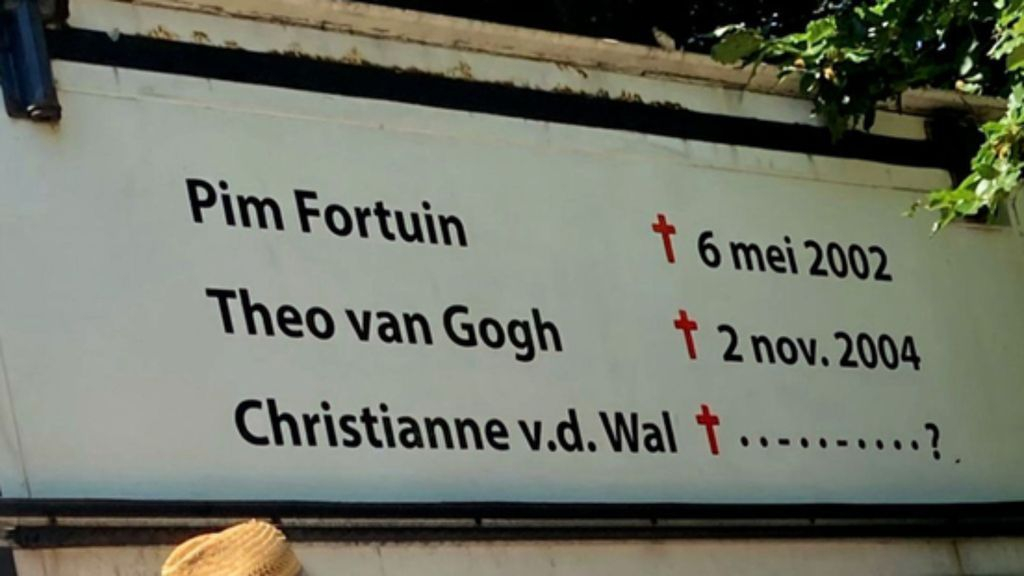 Pim Fortuin † 6 mei 2002
Theo van Gogh † 2 nov. 2004
Christianne v.d. Wal † ..-..-....?